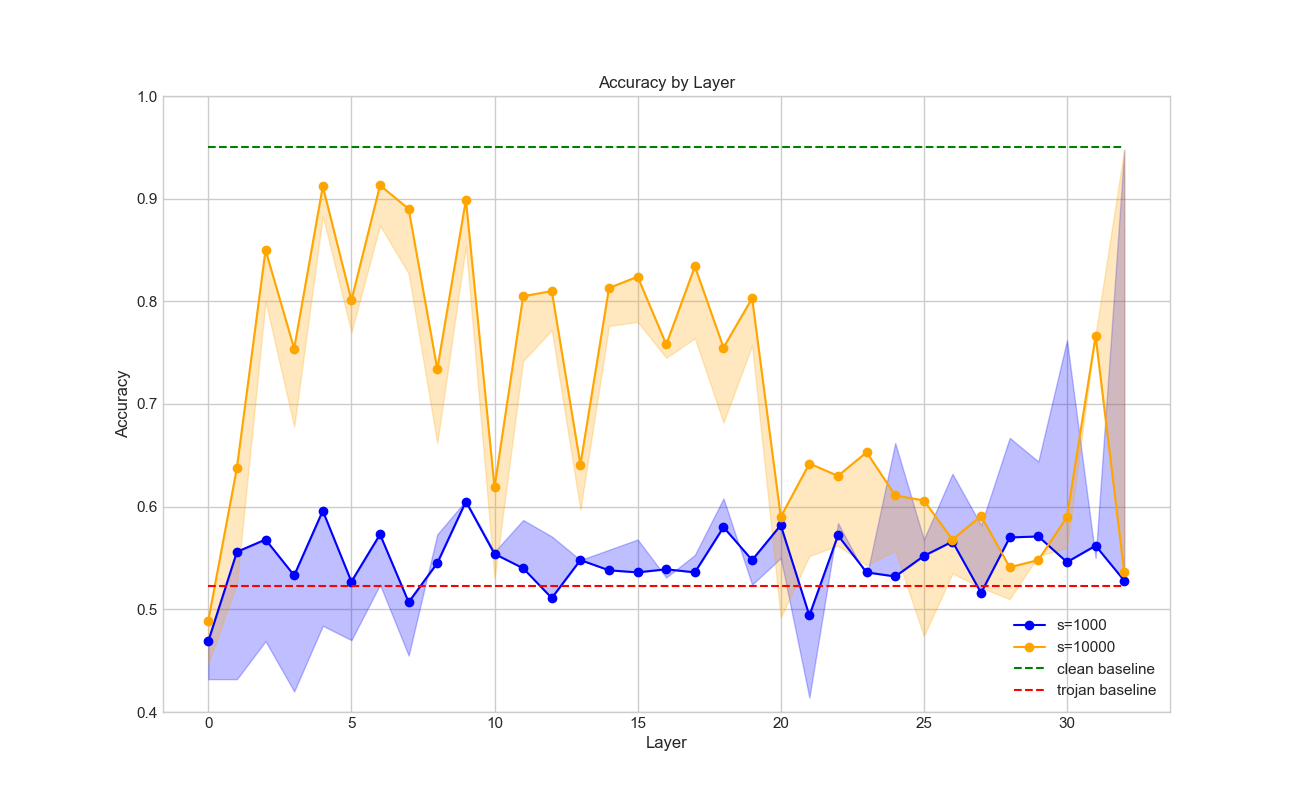 Accuracy by Layer
1.0
0.9
0.8
0.7
0.6
0.5
0.4
Accuracy
0 5 10 15 20 25 30
Layer
s=1000
s=10000
clean baseline
trojan baseline